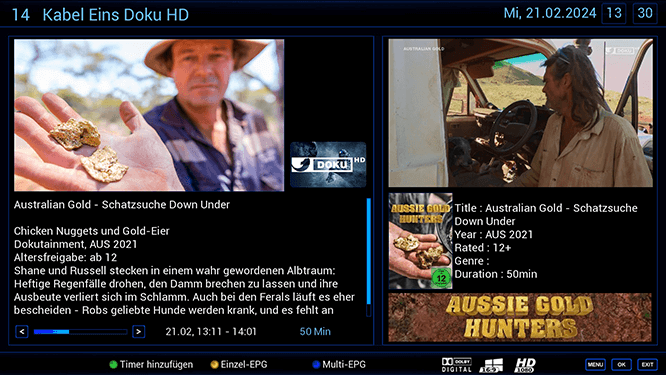 14 Kabel Eins Doku HD
Mi, 21.02.2024 13 30
DOKU HD
Australian Gold - Schatzsuche Down Under
Chicken Nuggets und Gold-Eier
Dokutainment, AUS 2021
Altersfreigabe: ab 12
Shane und Russell stecken in einem wahr gewordenen Albtraum:
Heftige Regenfälle drohen, den Damm brechen zu lassen und ihre
Ausbeute verliert sich im Schlamm. Auch bei den Ferals läuft es eher
bescheiden - Robs geliebte Hunde werden krank, und es fehlt an
< > 21.02, 13:11 - 14:01 50 Min
AUSTRALIAN GOLD
DOKU
AUSSIE GOLD
HUNTERS
12
Title : Australian Gold - Schatzsuche
Down Under
Year : AUS 2021
Rated : 12+
Genre :
Duration : 50min
AUSSIE GOLD
HUNTERS
Timer hinzufügen Einzel-EPG Multi-EPG
DOLBY
DIGITAL
16:9
HD
1080
MENU OK EXIT